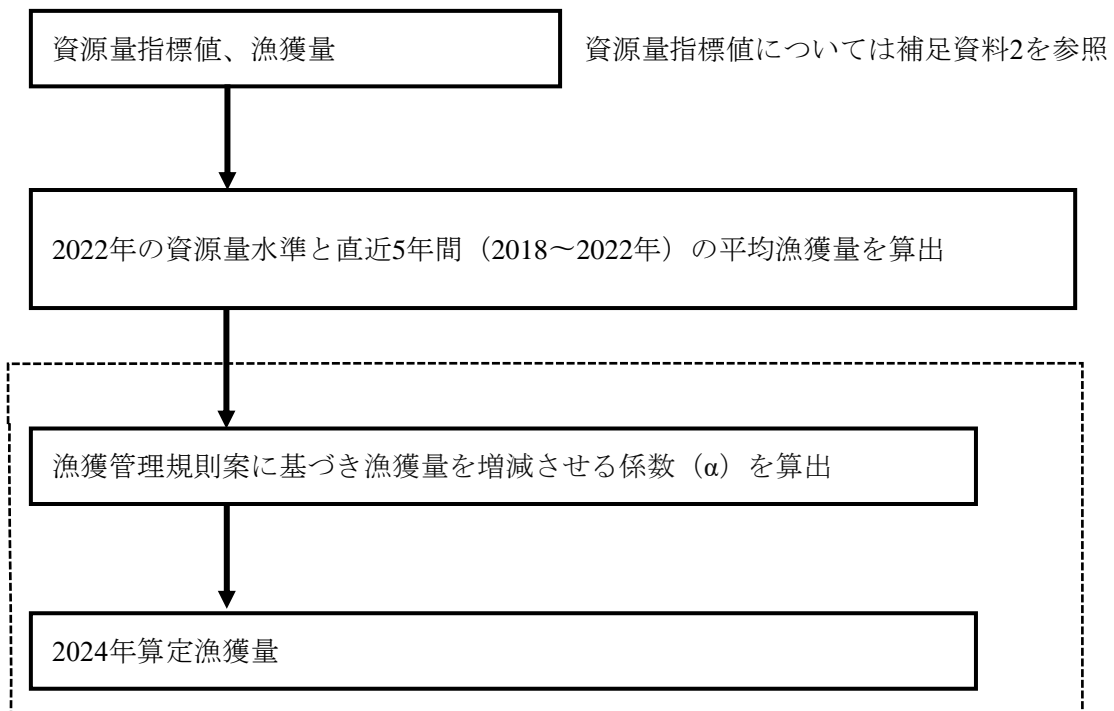 資源量指標値、漁獲量
資源量指標値については補足資料2を参照
2022年の資源量水準と直近5年間（2018～2022年）の平均漁獲量を算出
漁獲管理規則案に基づき漁獲量を増減させる係数（α）を算出
2024年算定漁獲量